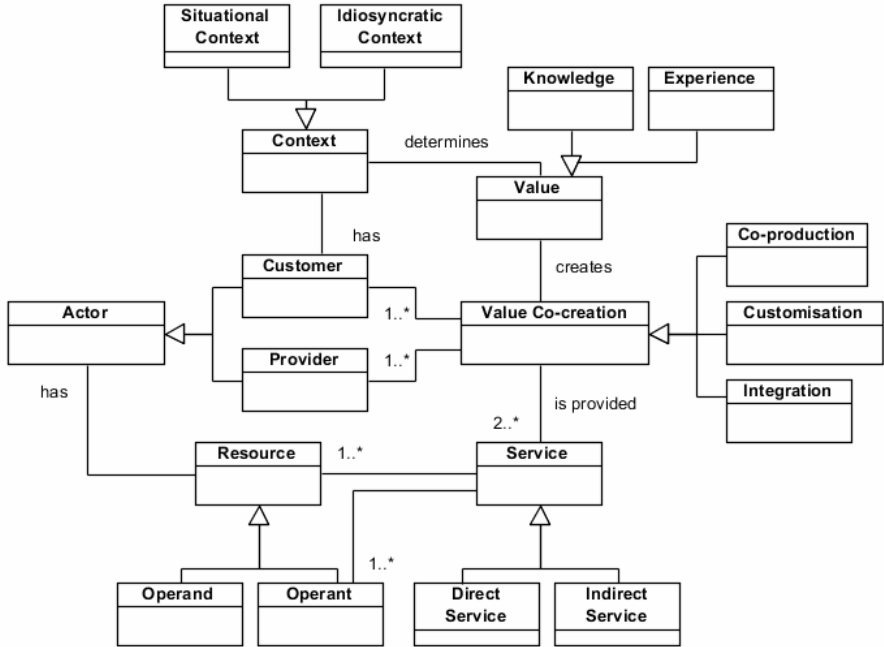 Situational
Context
Idiosyncratic
Context
Knowledge
Experience
Context
determines
Value
has
Co-production
Customer
creates
Actor
1..*
Value Co-creation
Customisation
Provider
1..*
has
is provided
Integration
2..*
Resource
1..*
Service
1..*
Operand
Operant
Direct
Service
Indirect
Service